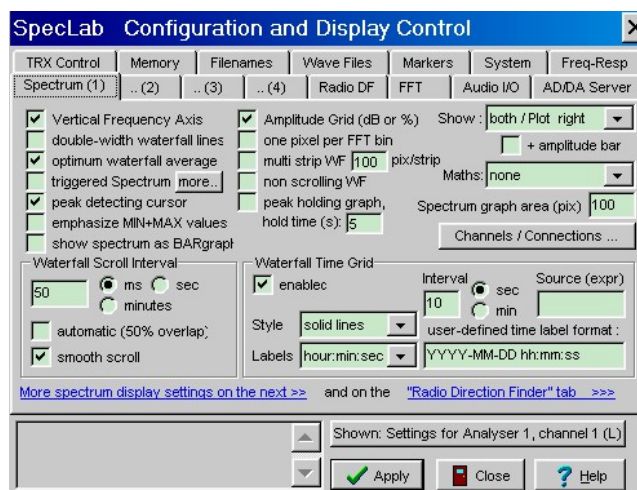 SpecLab Configuration and Display Control
TRX Control Memory Filenames Wave Files Markers System Freq-Resp
Spectrum (1) .. (2) .. (3) .. (4) Radio DF FFT Audio I/O AD/DA Server
Vertical Frequency Axis Amplitude Grid (dB or %) Show : both / Plot right
double-width waterfall lines one pixel per FFT bin + amplitude bar
optimum waterfall average multi strip WF 100 pix/strip
triggered Spectrum more.. non scrolling WF Maths: none
peak detecting cursor peak holding graph, Spectrum graph area (pix) 100
emphasize MIN+MAX values hold time (s): 5
show spectrum as BARgraph Channels / Connections ...
Waterfall Scroll Interval Waterfall Time Grid
50 ms sec enablec Interval 10 sec Source (expr)
minutes min
automatic (50% overlap) Style solid lines user-defined time label format :
smooth scroll Labels hour:min:sec YYYY-MM-DD hh:mm:ss
More spectrum display settings on the next >> and on the "Radio Direction Finder" tab >>>
Shown: Settings for Analyser 1, channel 1 (L)
Apply Close ? Help